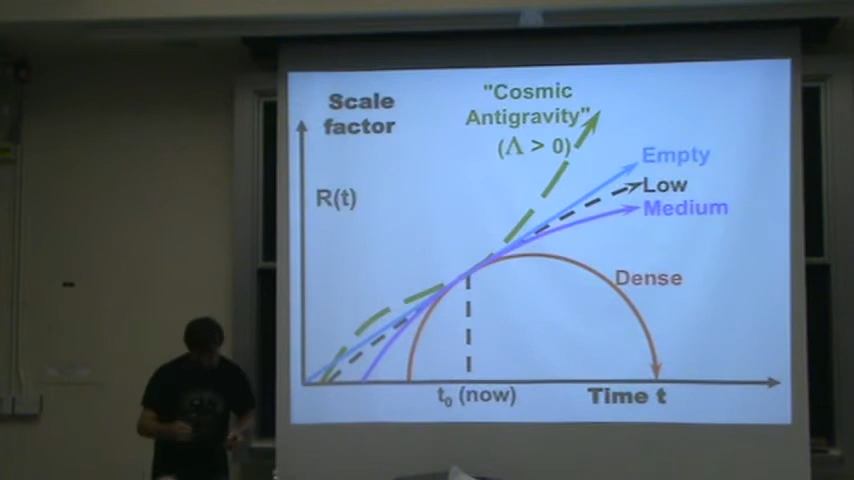 Scale
factor
"Cosmic
Antigravity"
(Λ > 0)
R(t)
Empty
Low
Medium
Dense
t₀ (now)
Time t